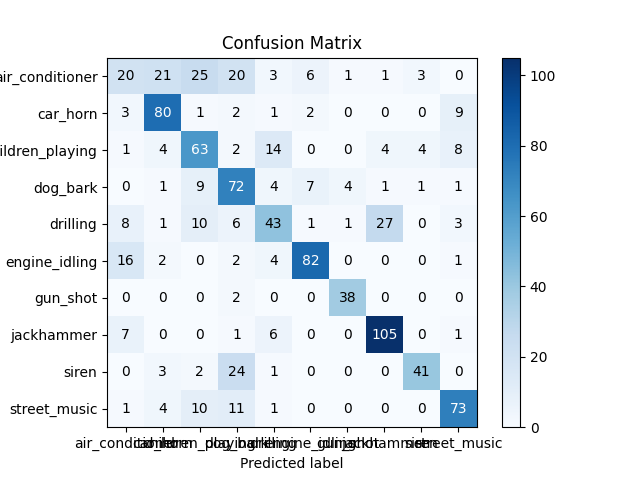 Confusion Matrix
air_conditioner 20 21 25 20 3 6 1 1 3 0
car_horn 3 80 1 2 1 2 0 0 0 9
ildren_playing 1 4 63 2 14 0 0 4 4 8
dog_bark 0 1 9 72 4 7 4 1 1 1
drilling 8 1 10 6 43 1 1 27 0 3
engine_idling 16 2 0 2 4 82 0 0 0 1
gun_shot 0 0 0 2 0 0 38 0 0 0
jackhammer 7 0 0 1 6 0 0 105 0 1
siren 0 3 2 24 1 0 0 0 41 0
street_music 1 4 10 11 1 0 0 0 0 73
100
80
60
40
20
0
street_music
Predicted label